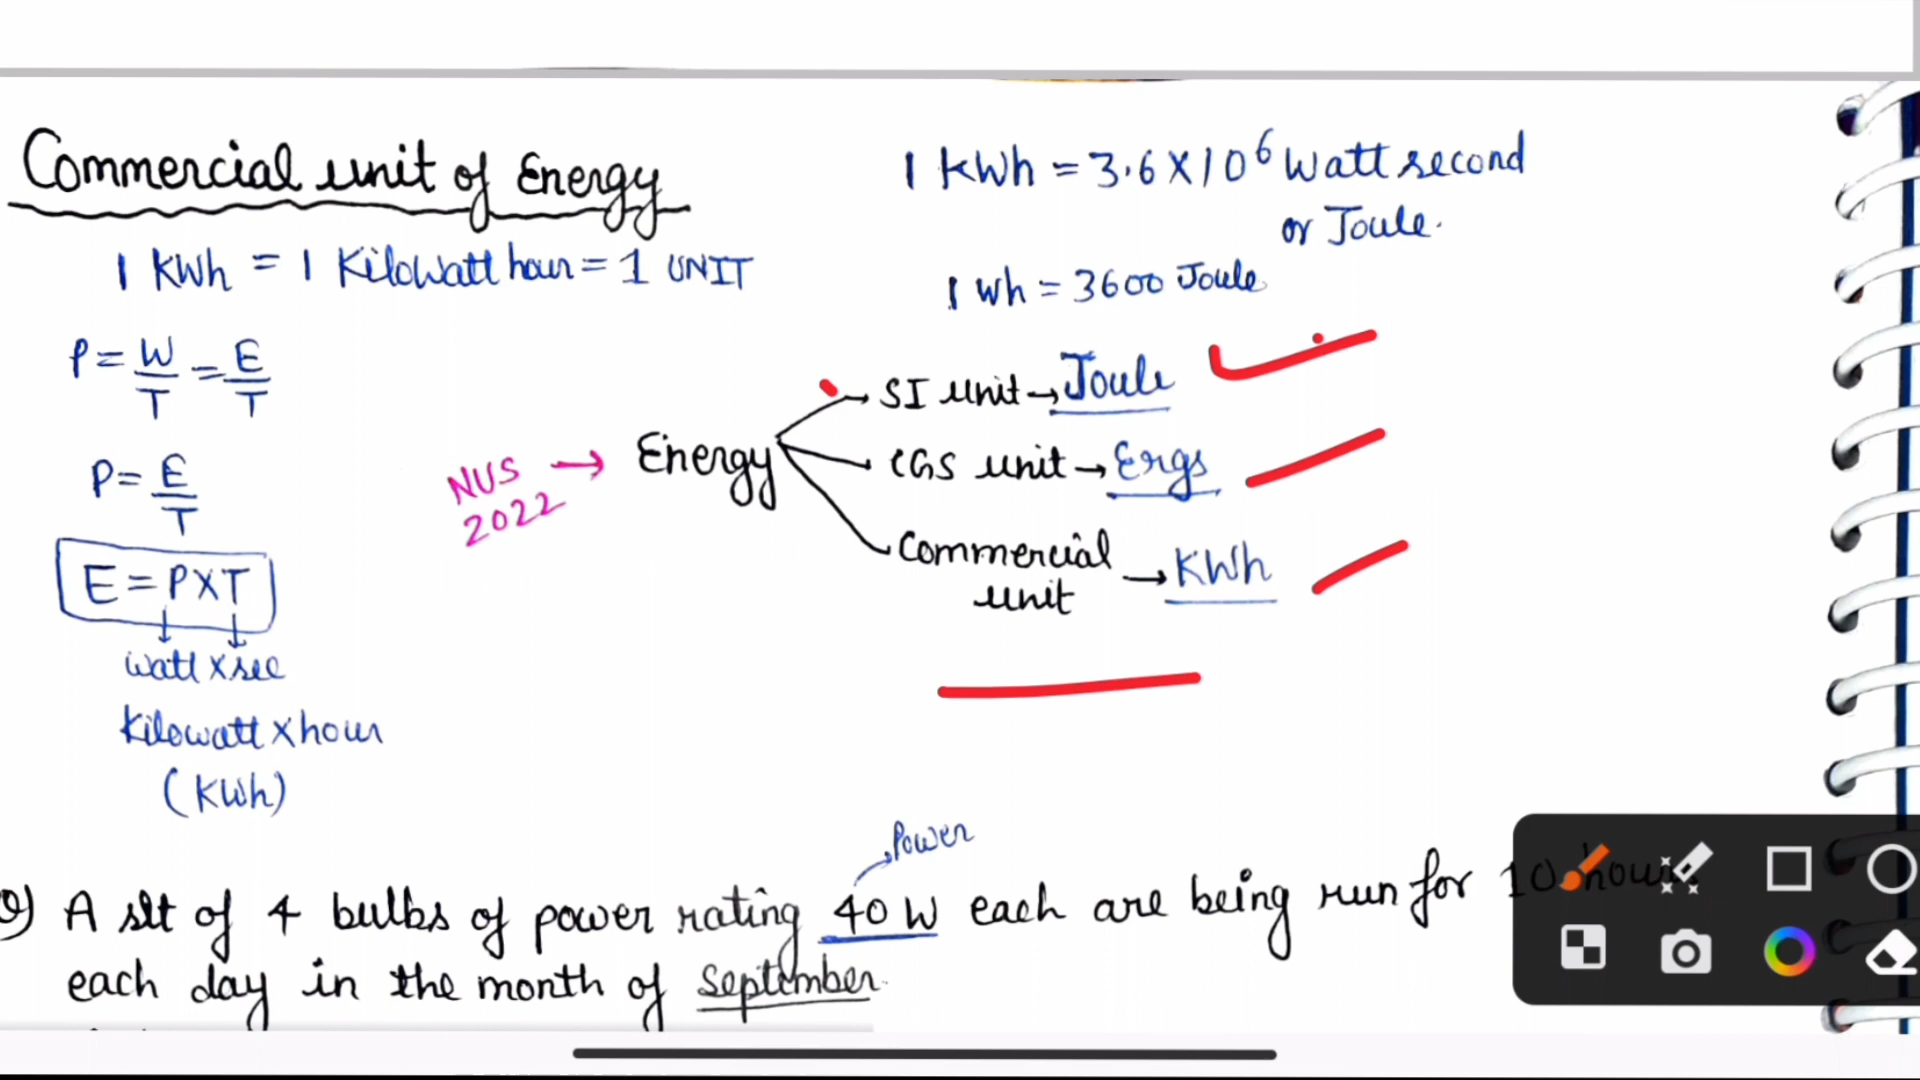 Commercial unit of Energy
1 KWh = 1 Kilowatt hour = 1 UNIT
P = W/T = E/T
P = E/T
E = P X T
watt x sec
Kilowatt x hour
(KWh)
1 KWh = 3.6 X 10⁶ Watt second
or Joule.
1 Wh = 3600 Joule
NUS → Energy
2022
→ SI unit → Joule
→ CGS unit → Ergs
Commercial unit → KWh
Power
Q) A set of 4 bulbs of power rating 40 W each are being run for 10 hour
each day in the month of September.